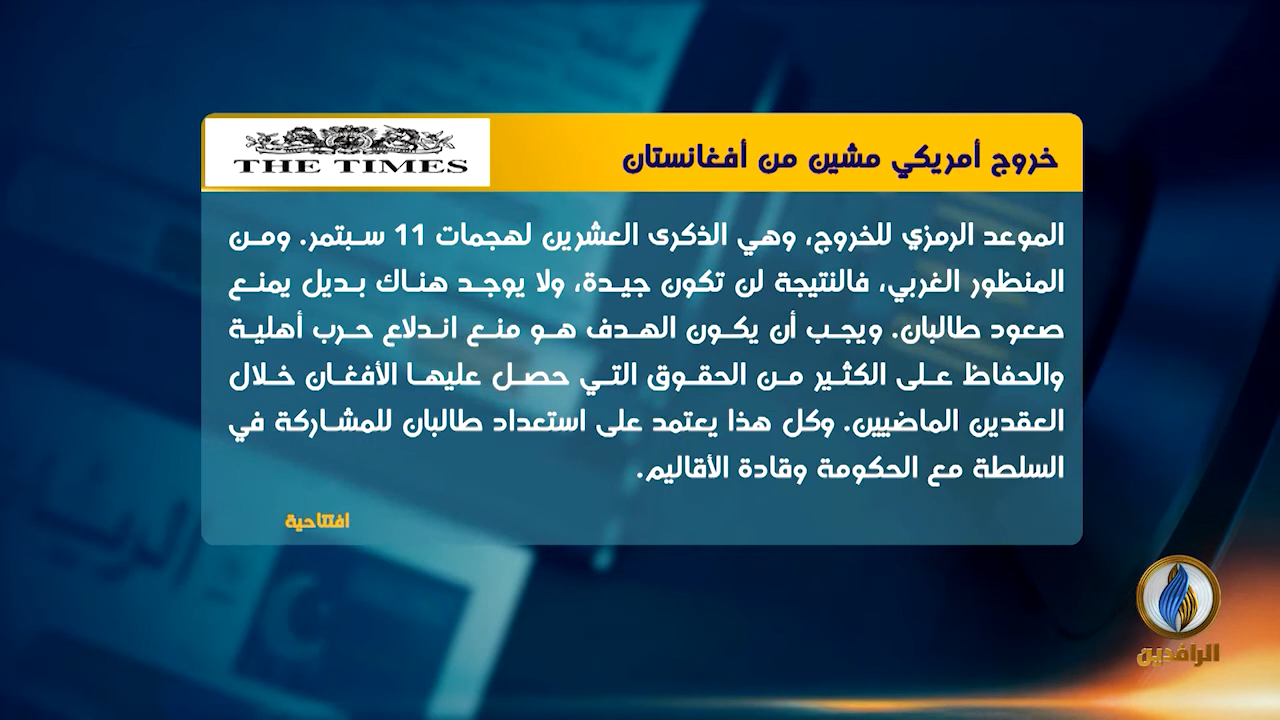 THE TIMES
خروج أمريكي مشين من أفغانستان
الموعد الرمزي للخروج، وهي الذكرى العشرين لهجمات 11 سبتمر. ومن
المنظور الغربي، فالنتيجة لن تكون جيدة، ولا يوجد هناك بديل يمنع
صعود طالبان. ويجب أن يكون الهدف هو منع اندلاع حرب أهلية
والحفاظ على الكثير من الحقوق التي حصل عليها الأفغان خلال
العقدين الماضيين. وكل هذا يعتمد على استعداد طالبان للمشاركة في
السلطة مع الحكومة وقادة الأقاليم.
افتتاحية
الرافدين